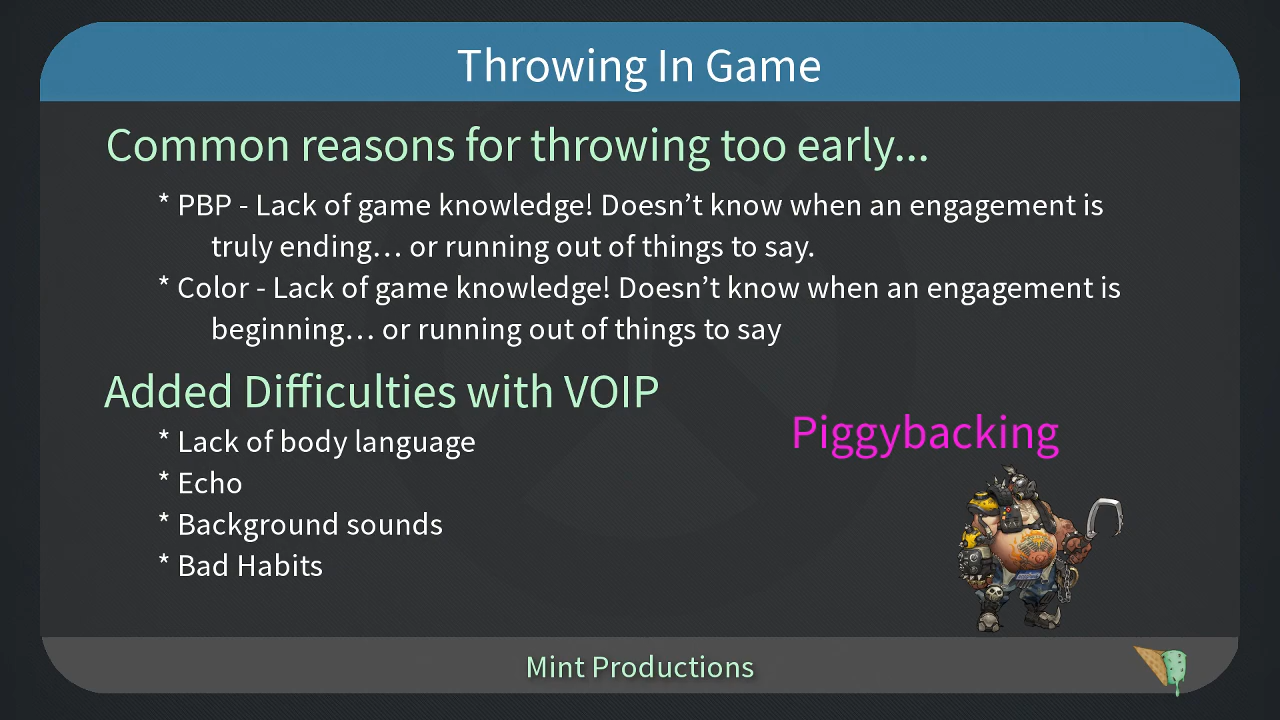 Throwing In Game
Common reasons for throwing too early...
* PBP - Lack of game knowledge! Doesn’t know when an engagement is
truly ending… or running out of things to say.
* Color - Lack of game knowledge! Doesn’t know when an engagement is
beginning… or running out of things to say
Added Difficulties with VOIP
* Lack of body language
* Echo
* Background sounds
* Bad Habits
Piggybacking
Mint Productions